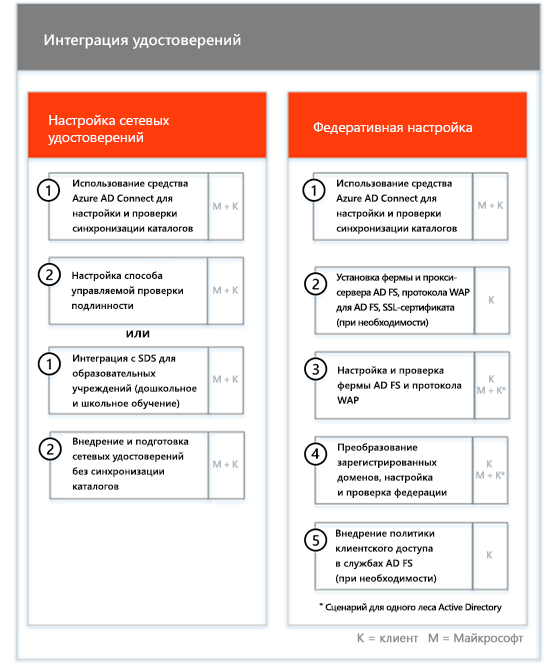 Интеграция удостоверений
Настройка сетевых
удостоверений
1
Использование средства
Azure AD Connect для
настройки и проверки
синхронизации каталогов
М + К
2
Настройка способа
управляемой проверки
подлинности
М + К
ИЛИ
1
Интеграция с SDS для
образовательных
учреждений (дошкольное
и школьное обучение)
М + К
2
Внедрение и подготовка
сетевых удостоверений
без синхронизации
каталогов
М + К
Федеративная настройка
1
Использование средства
Azure AD Connect для
настройки и проверки
синхронизации каталогов
М + К
2
Установка фермы и прокси-
сервера AD FS, протокола WAP
для AD FS, SSL-сертификата
(при необходимости)
К
3
Настройка и проверка
фермы AD FS и протокола
WAP
К
М + К*
4
Преобразование
зарегистрированных
доменов, настройка
и проверка федерации
К
М + К*
5
Внедрение политики
клиентского доступа
в службах AD FS
(при необходимости)
К
* Сценарий для одного леса Active Directory
К = клиент М = Майкрософт